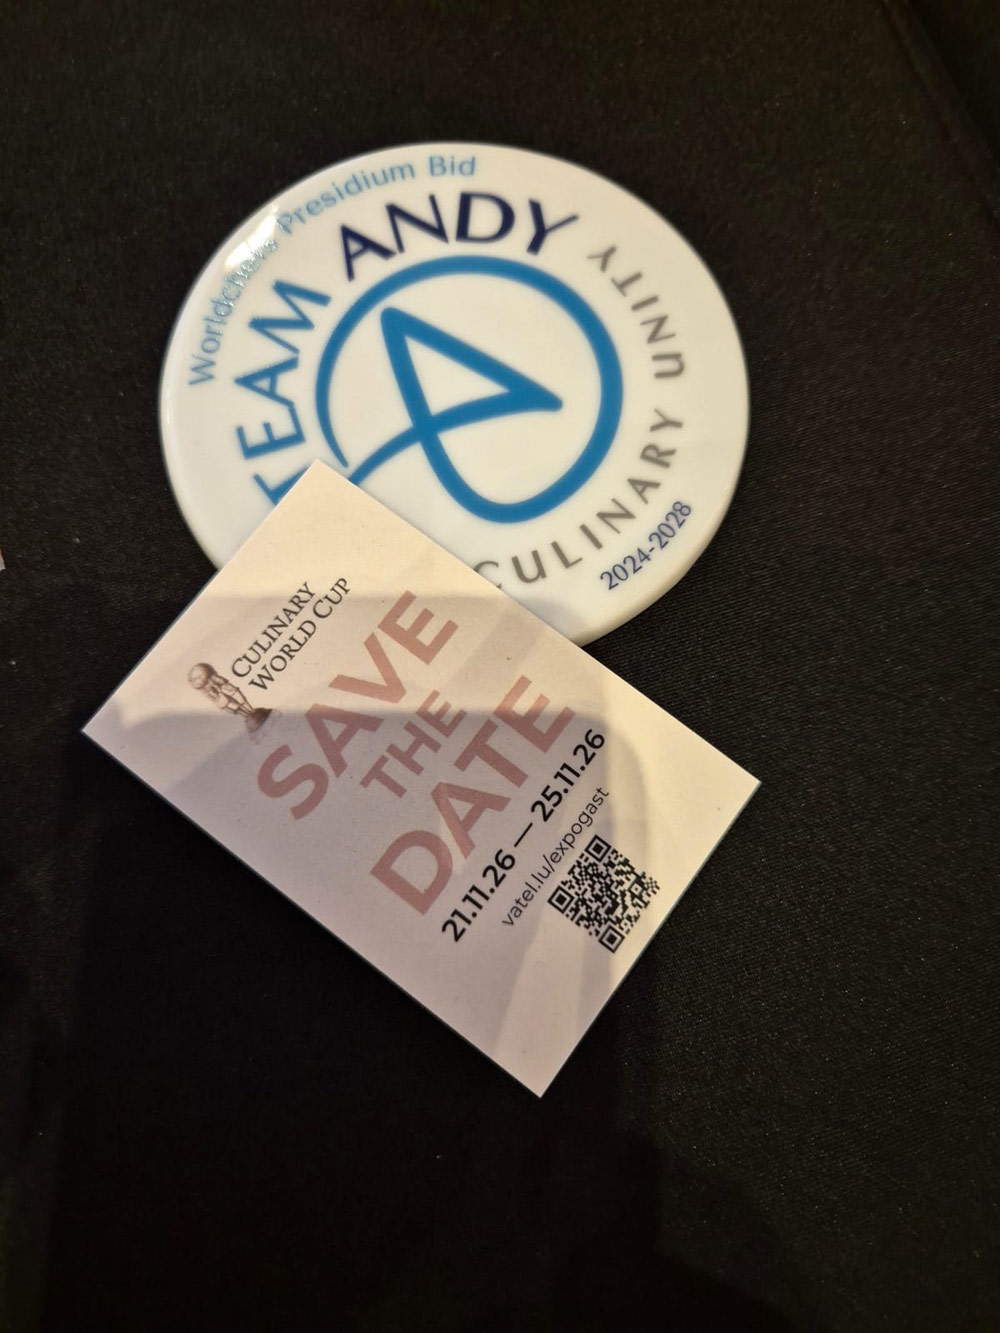 Worldchefs Presidium Bid
TEAM ANDY
CULINARY UNITY
2024-2028
CULINARY
WORLD CUP
SAVE
THE
DATE
21.11.26 — 25.11.26
vatel.lu/expogast